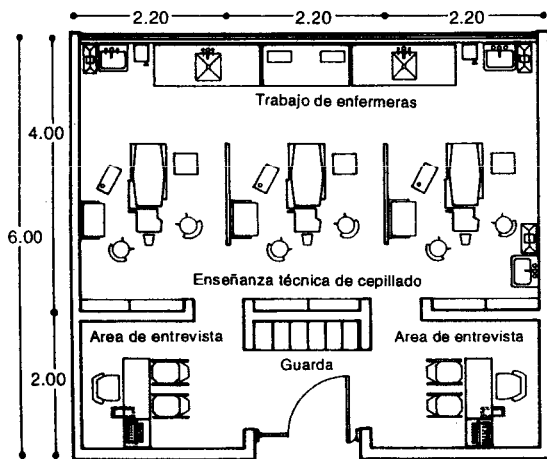 2.20 2.20 2.20
Trabajo de enfermeras
4.00
6.00
Enseñanza técnica de cepillado
Area de entrevista
Area de entrevista
Guarda
2.00